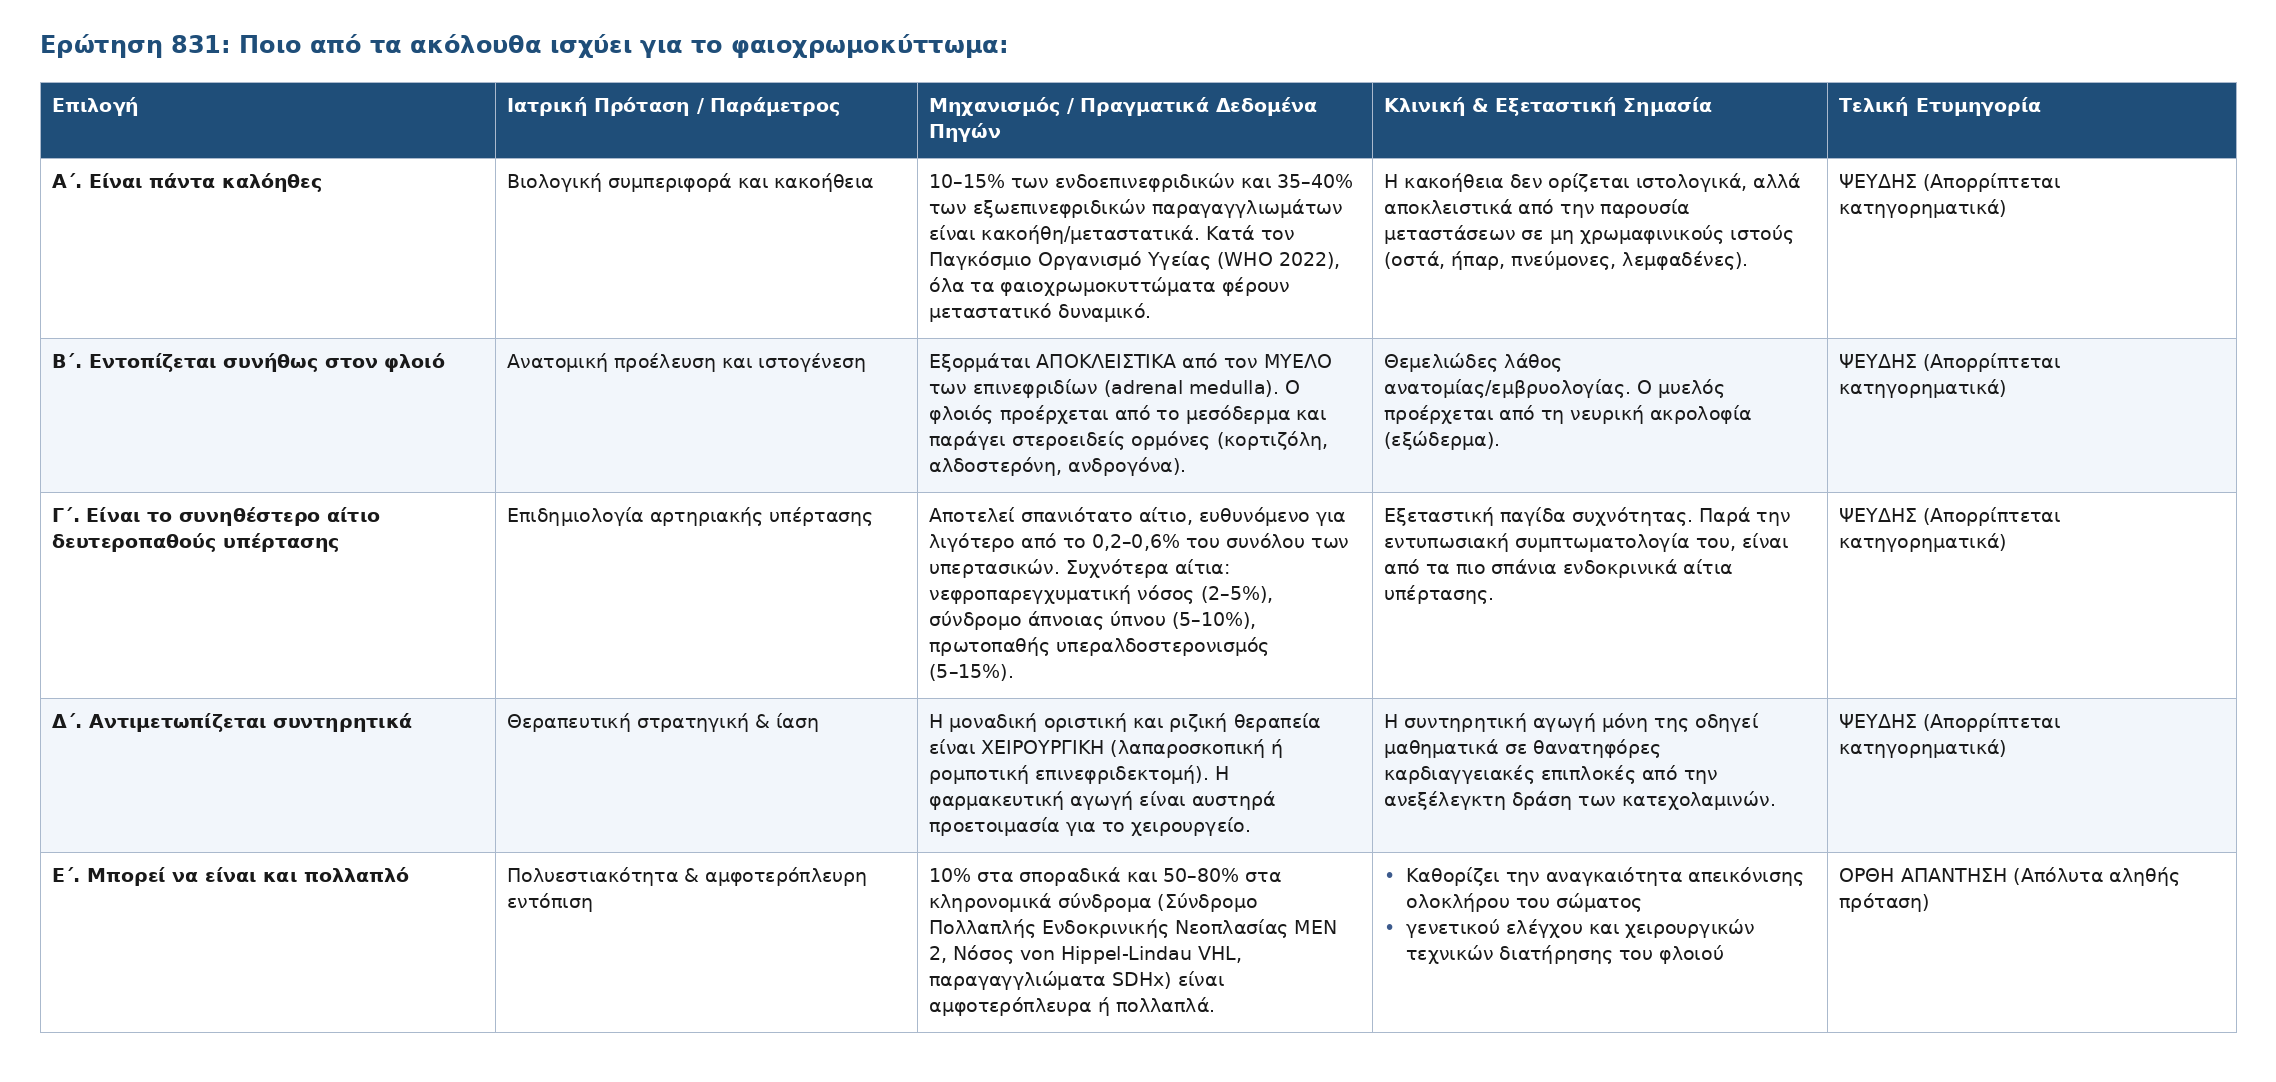 Ερώτηση 831: Ποιο από τα ακόλουθα ισχύει για το φαιοχρωμοκύττωμα:
Επιλογή
Ιατρική Πρόταση / Παράμετρος
Μηχανισμός / Πραγματικά Δεδομένα
Πηγών
Κλινική & Εξεταστική Σημασία
Τελική Ετυμηγορία
Α΄. Είναι πάντα καλόηθες
Βιολογική συμπεριφορά και κακοήθεια
10–15% των ενδοεπινεφριδικών και 35–40%
των εξωεπινεφριδικών παραγαγγλιωμάτων
είναι κακοήθη/μεταστατικά. Κατά τον
Παγκόσμιο Οργανισμό Υγείας (WHO 2022),
όλα τα φαιοχρωμοκυττώματα φέρουν
μεταστατικό δυναμικό.
Η κακοήθεια δεν ορίζεται ιστολογικά, αλλά
αποκλειστικά από την παρουσία
μεταστάσεων σε μη χρωμαφινικούς ιστούς
(οστά, ήπαρ, πνεύμονες, λεμφαδένες).
ΨΕΥΔΗΣ (Απορρίπτεται
κατηγορηματικά)
Β΄. Εντοπίζεται συνήθως στον φλοιό
Ανατομική προέλευση και ιστογένεση
Εξορμάται ΑΠΟΚΛΕΙΣΤΙΚΑ από τον ΜΥΕΛΟ
των επινεφριδίων (adrenal medulla). Ο
φλοιός προέρχεται από το μεσόδερμα και
παράγει στεροειδείς ορμόνες (κορτιζόλη,
αλδοστερόνη, ανδρογόνα).
Θεμελιώδες λάθος
ανατομίας/εμβρυολογίας. Ο μυελός
προέρχεται από τη νευρική ακρολοφία
(εξώδερμα).
ΨΕΥΔΗΣ (Απορρίπτεται
κατηγορηματικά)
Γ΄. Είναι το συνηθέστερο αίτιο
δευτεροπαθούς υπέρτασης
Επιδημιολογία αρτηριακής υπέρτασης
Αποτελεί σπανιότατο αίτιο, ευθυνόμενο για
λιγότερο από το 0,2–0,6% του συνόλου των
υπερτασικών. Συχνότερα αίτια:
νεφροπαρεγχυματική νόσος (2–5%),
σύνδρομο άπνοιας ύπνου (5–10%),
πρωτοπαθής υπεραλδοστερονισμός
(5–15%).
Εξεταστική παγίδα συχνότητας. Παρά την
εντυπωσιακή συμπτωματολογία του, είναι
από τα πιο σπάνια ενδοκρινικά αίτια
υπέρτασης.
ΨΕΥΔΗΣ (Απορρίπτεται
κατηγορηματικά)
Δ΄. Αντιμετωπίζεται συντηρητικά
Θεραπευτική στρατηγική & ίαση
Η μοναδική οριστική και ριζική θεραπεία
είναι ΧΕΙΡΟΥΡΓΙΚΗ (λαπαροσκοπική ή
ρομποτική επινεφριδεκτομή). Η
φαρμακευτική αγωγή είναι αυστηρά
προετοιμασία για το χειρουργείο.
Η συντηρητική αγωγή μόνη της οδηγεί
μαθηματικά σε θανατηφόρες
καρδιαγγειακές επιπλοκές από την
ανεξέλεγκτη δράση των κατεχολαμινών.
ΨΕΥΔΗΣ (Απορρίπτεται
κατηγορηματικά)
Ε΄. Μπορεί να είναι και πολλαπλό
Πολυεστιακότητα & αμφοτερόπλευρη
εντόπιση
10% στα σποραδικά και 50–80% στα
κληρονομικά σύνδρομα (Σύνδρομο
Πολλαπλής Ενδοκρινικής Νεοπλασίας MEN
2, Νόσος von Hippel-Lindau VHL,
παραγαγγλιώματα SDHx) είναι
αμφοτερόπλευρα ή πολλαπλά.
• Καθορίζει την αναγκαιότητα απεικόνισης
ολοκλήρου του σώματος
• γενετικού ελέγχου και χειρουργικών
τεχνικών διατήρησης του φλοιού
ΟΡΘΗ ΑΠΑΝΤΗΣΗ (Απόλυτα αληθής
πρόταση)